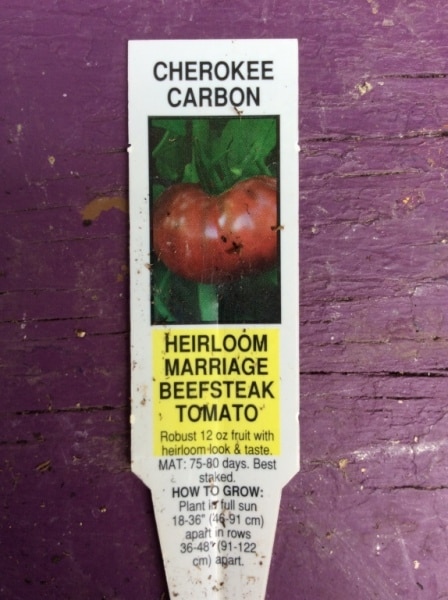 CHEROKEE
CARBON
HEIRLOOM
MARRIAGE
BEEFSTEAK
TOMATO
Robust 12 oz fruit with
heirloom look & taste.
MAT: 75-80 days. Best
staked.
HOW TO GROW:
Plant in full sun
18-36" (46-91 cm)
apart in rows
36-48" (91-122
cm) apart.